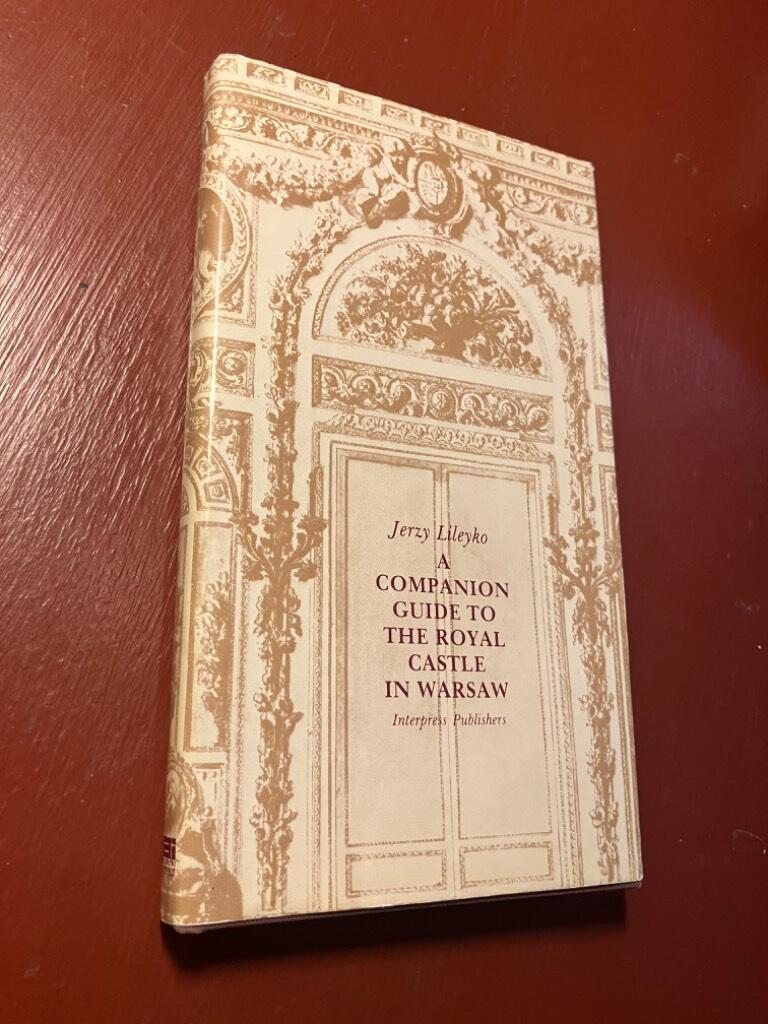 Jerzy Lileyko
A
COMPANION
GUIDE TO
THE ROYAL
CASTLE
IN WARSAW
Interpress Publishers